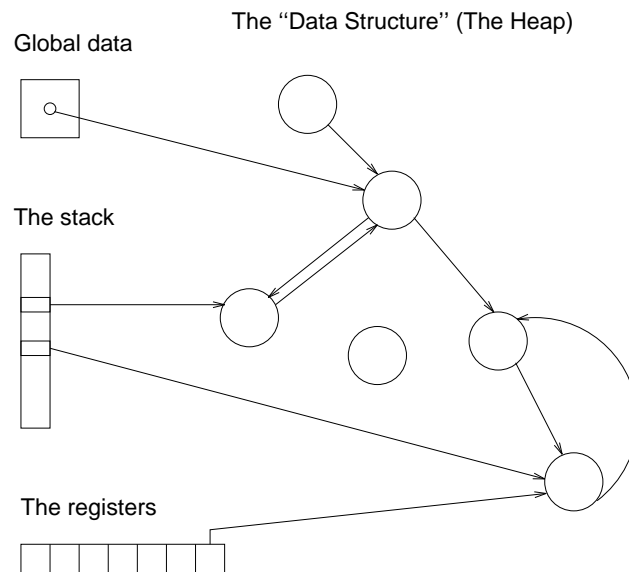 The “Data Structure” (The Heap)
Global data
The stack
The registers